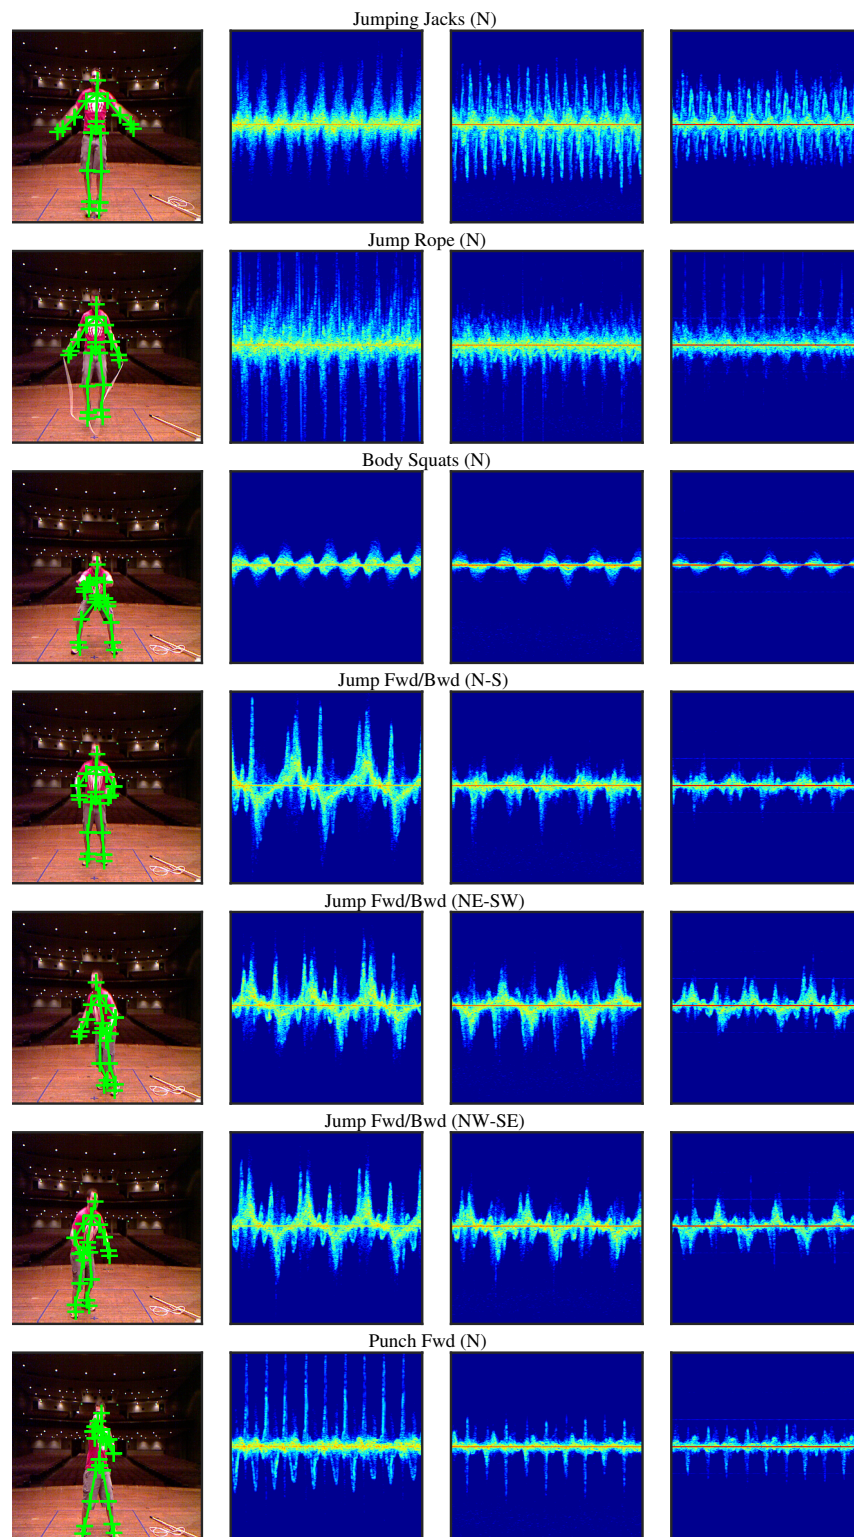 Jumping Jacks (N)
Jump Rope (N)
Body Squats (N)
Jump Fwd/Bwd (N-S)
Jump Fwd/Bwd (NE-SW)
Jump Fwd/Bwd (NW-SE)
Punch Fwd (N)